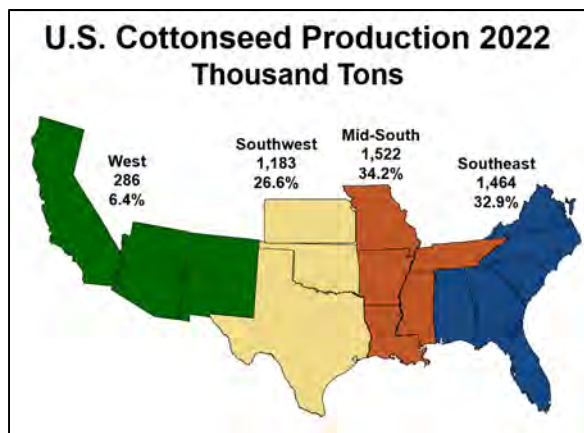 U.S. Cottonseed Production 2022
Thousand Tons
West
286
6.4%
Southwest
1,183
26.6%
Mid-South
1,522
34.2%
Southeast
1,464
32.9%